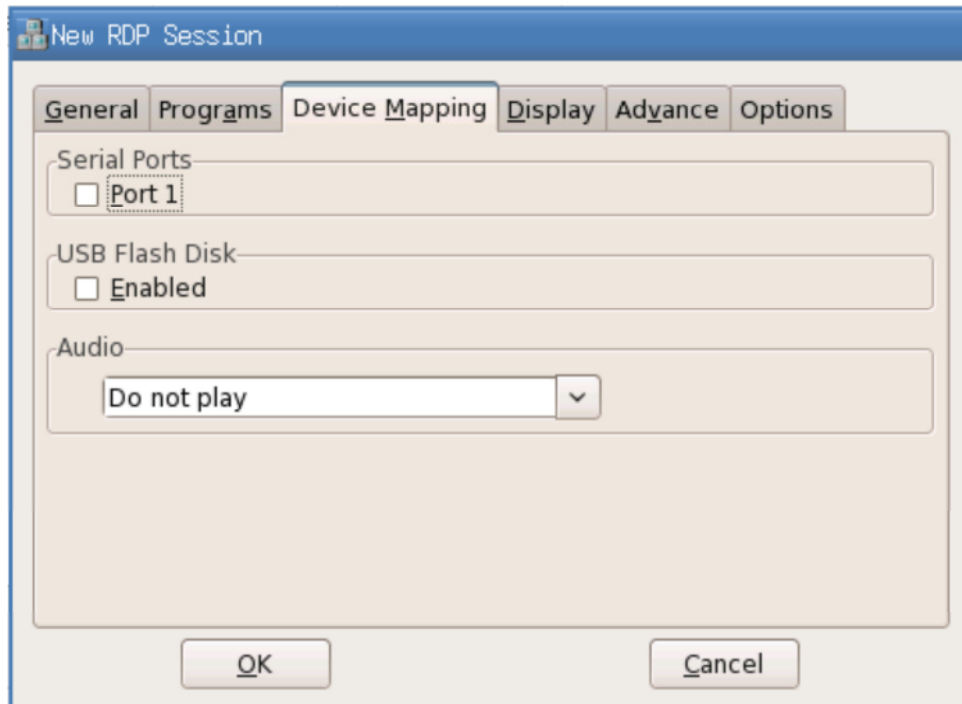 New RDP Session
General Programs Device Mapping Display Advance Options
Serial Ports
Port 1
USB Flash Disk
Enabled
Audio
Do not play
OK Cancel